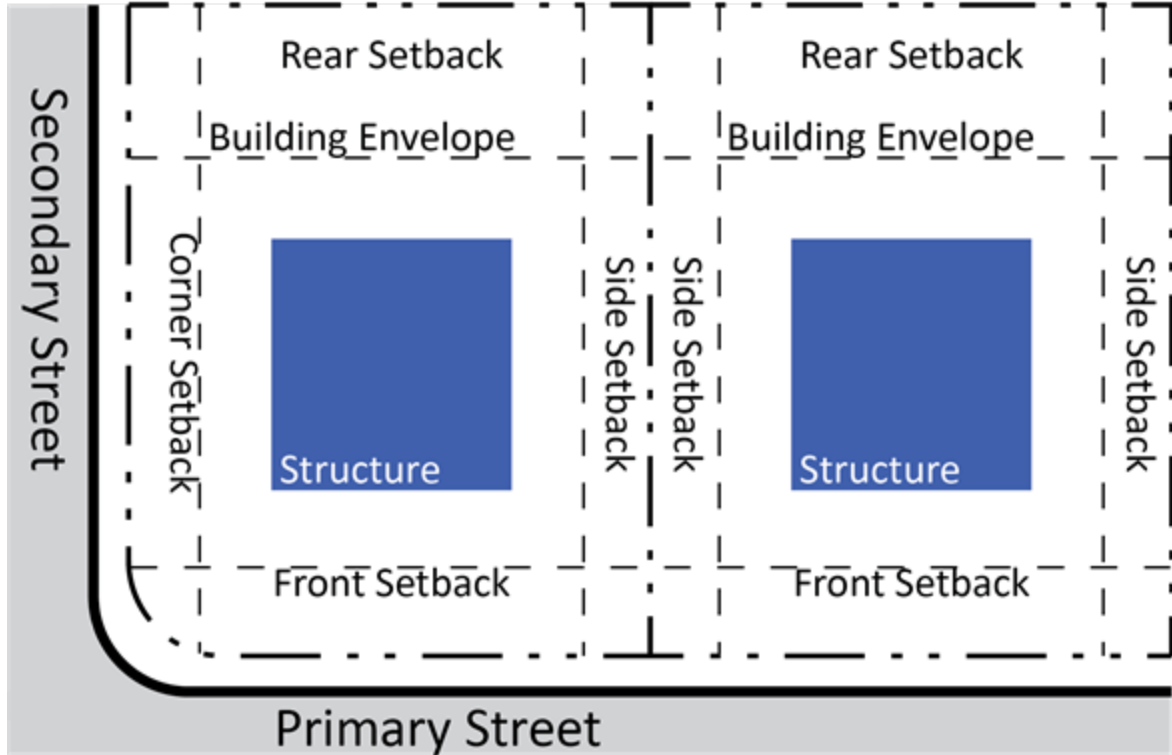 Rear Setback
Rear Setback
Building Envelope
Building Envelope
Secondary Street
Corner Setback
Side Setback
Side Setback
Side Setback
Structure
Structure
Front Setback
Front Setback
Primary Street